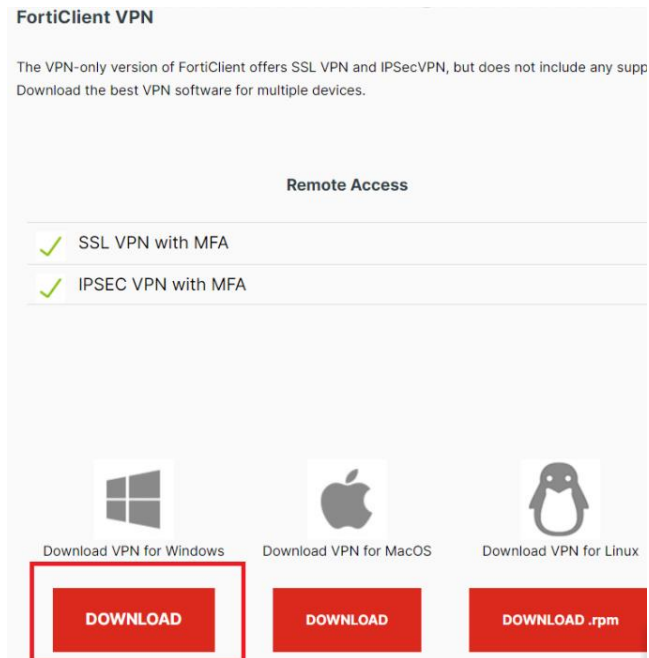 FortiClient VPN
The VPN-only version of FortiClient offers SSL VPN and IPSecVPN, but does not include any supp
Download the best VPN software for multiple devices.
Remote Access
SSL VPN with MFA
IPSEC VPN with MFA
Download VPN for Windows
Download VPN for MacOS
Download VPN for Linux
DOWNLOAD
DOWNLOAD
DOWNLOAD .rpm